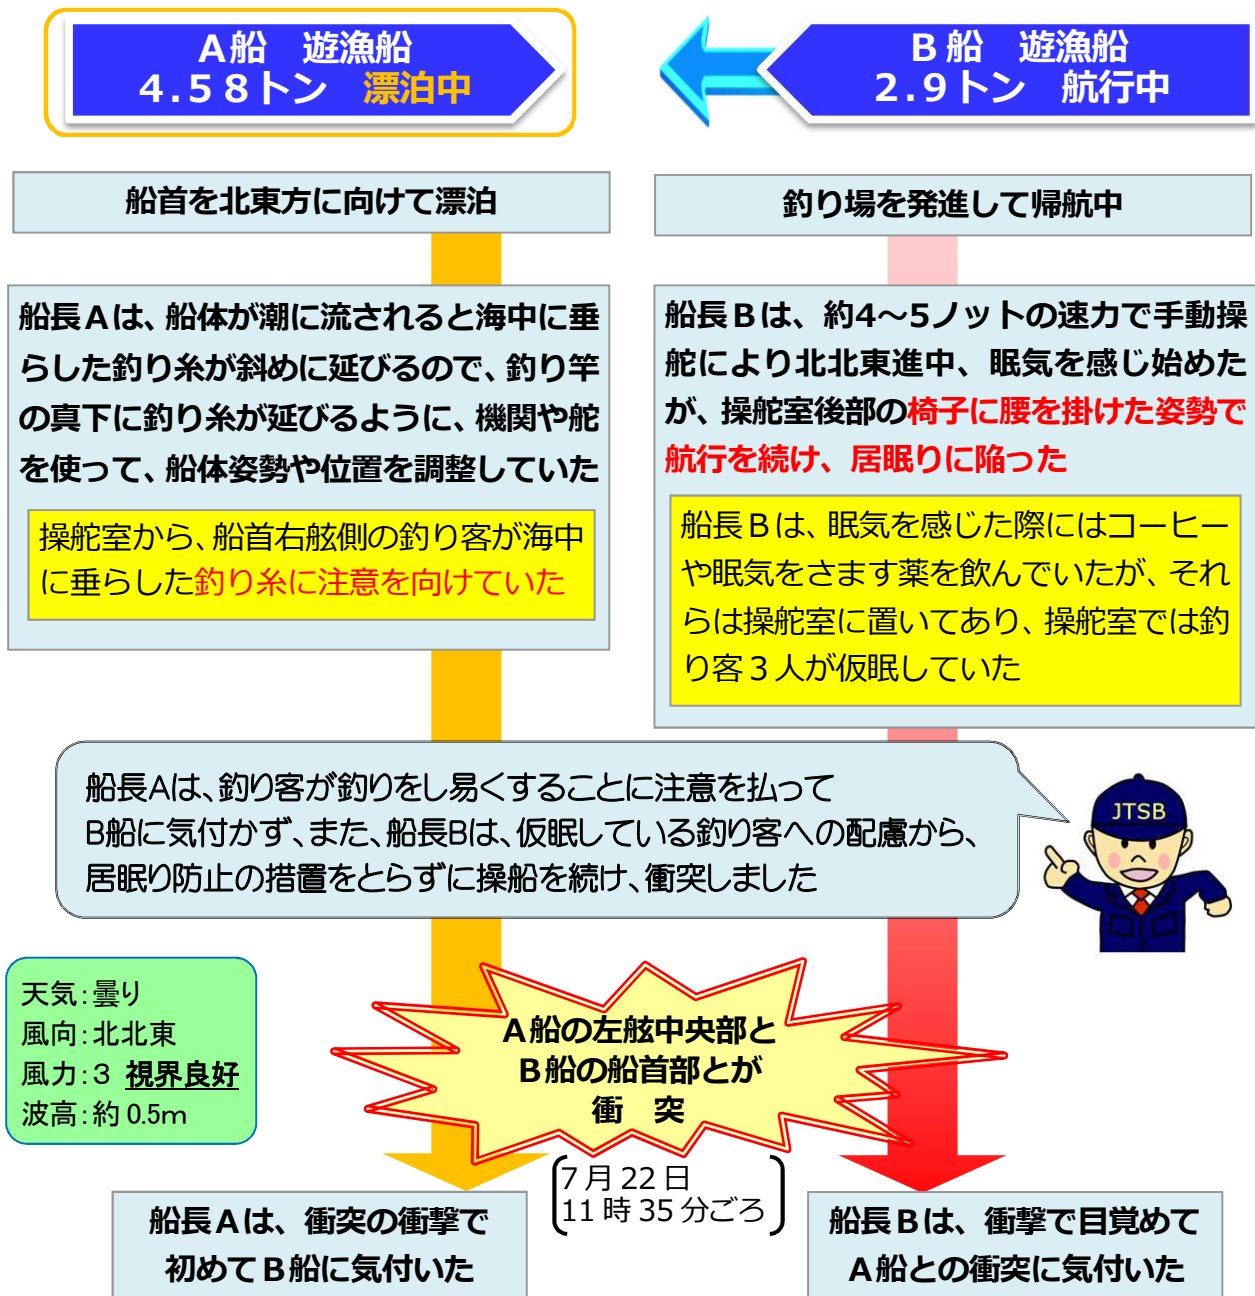 A船 遊漁船
4.58トン 漂泊中
B船 遊漁船
2.9トン 航行中
船首を北東方に向けて漂泊
釣り場を発進して帰航中
船長Aは、船体が潮に流されると海中に垂
らした釣り糸が斜めに延びるので、釣り竿
の真下に釣り糸が延びるように、機関や舵
を使って、船体姿勢や位置を調整していた
操舵室から、船首右舷側の釣り客が海中
に垂らした釣り糸に注意を向けていた
船長Bは、約4~5ノットの速力で手動操
舵により北北東進中、眠気を感じ始めた
が、操舵室後部の椅子に腰を掛けた姿勢で
航行を続け、居眠りに陥った
船長Bは、眠気を感じた際にはコーヒー
や眠気をさます薬を飲んでいたが、それ
らは操舵室に置いてあり、操舵室では釣
り客3人が仮眠していた
船長Aは、釣り客が釣りをし易くすることに注意を払って
B船に気付かず、また、船長Bは、仮眠している釣り客への配慮から、
居眠り防止の措置をとらずに操船を続け、衝突しました
JTSB
天気:曇り
風向:北北東
風力:3 視界良好
波高:約0.5m
A船の左舷中央部と
B船の船首部とが
衝 突
7月22日
11時35分ごろ
船長Aは、衝突の衝撃で
初めてB船に気付いた
船長Bは、衝撃で目覚めて
A船との衝突に気付いた